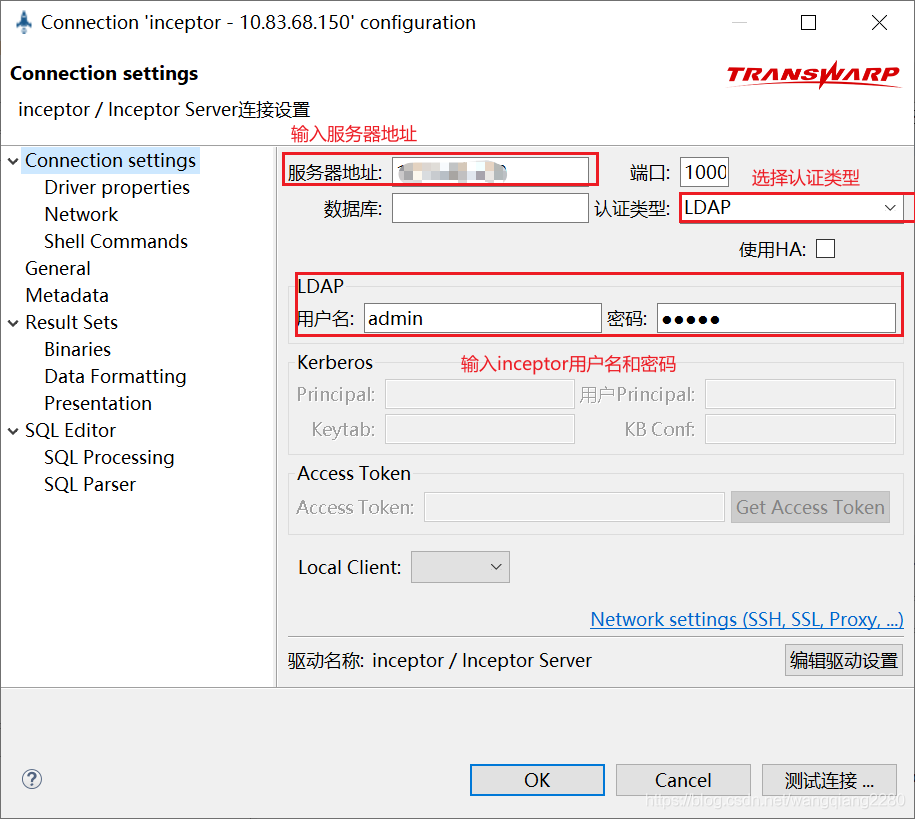 Connection 'inceptor - 10.83.68.150' configuration
Connection settings
TRANSWARP
inceptor / Inceptor Server连接设置
输入服务器地址
Connection settings
Driver properties
Network
Shell Commands
General
Metadata
Result Sets
Binaries
Data Formatting
Presentation
SQL Editor
SQL Processing
SQL Parser
服务器地址:
端口: 1000
选择认证类型
数据库:
认证类型: LDAP
使用HA:
LDAP
用户名: admin 密码: ●●●●●
Kerberos
输入inceptor用户名和密码
Principal: 用户Principal:
Keytab: KB Conf:
Access Token
Access Token: Get Access Token
Local Client:
Network settings (SSH, SSL, Proxy, ...)
驱动名称: inceptor / Inceptor Server 编辑驱动设置
OK Cancel 测试连接 ...
https://blog.csdn.net/wangqiang2280